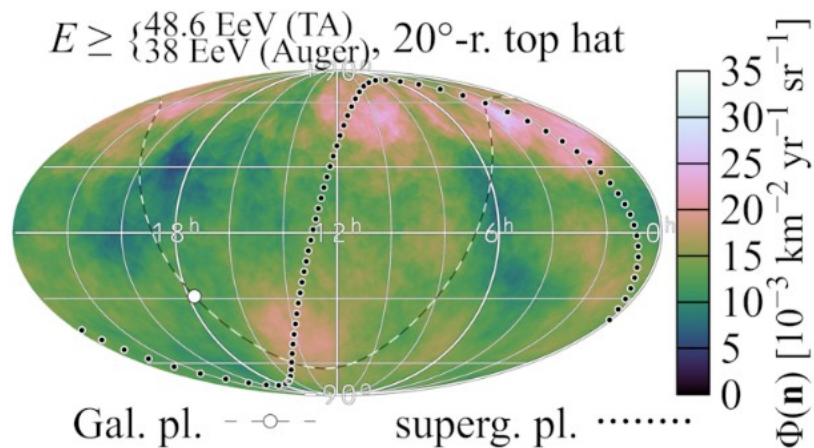 E ≥ {48.6 EeV (TA) 38 EeV (Auger), 20°-r. top hat
+90°
18ʰ 12ʰ 6ʰ 0ʰ
−90°
35
30
25
20
15
10
5
0
Φ(n) [10⁻³ km⁻² yr⁻¹ sr⁻¹]
Gal. pl. superg. pl.